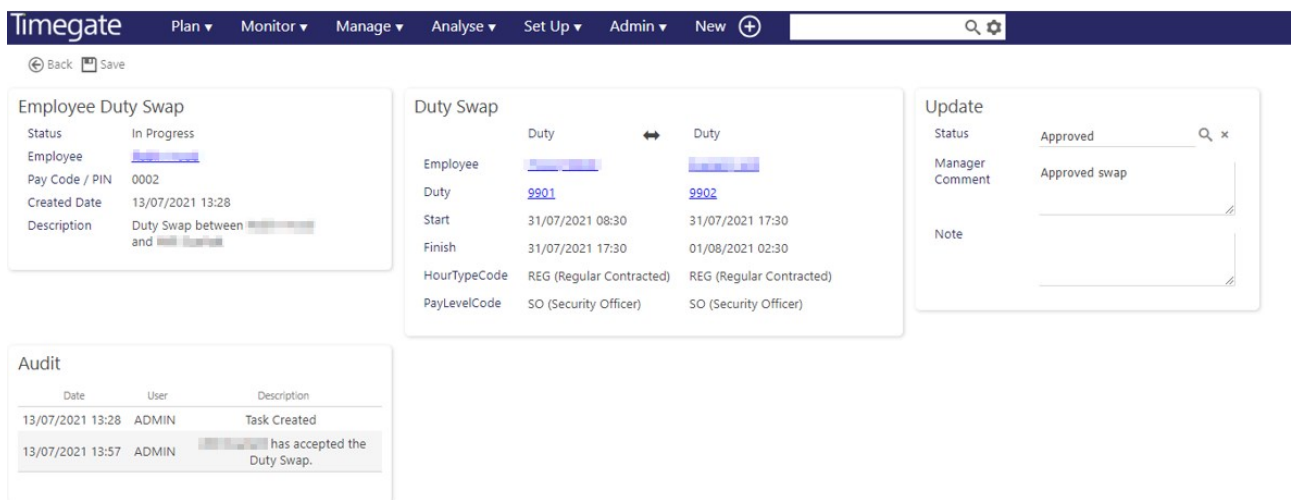 Timegate Plan Monitor Manage Analyse Set Up Admin New
Back Save
Employee Duty Swap
Status In Progress
Employee
Pay Code / PIN 0002
Created Date 13/07/2021 13:28
Description Duty Swap between
and
Duty Swap
Duty Duty
Employee
Duty 9901 9902
Start 31/07/2021 08:30 31/07/2021 17:30
Finish 31/07/2021 17:30 01/08/2021 02:30
HourTypeCode REG (Regular Contracted) REG (Regular Contracted)
PayLevelCode SO (Security Officer) SO (Security Officer)
Update
Status Approved
Manager
Comment
Approved swap
Note
Audit
Date User Description
13/07/2021 13:28 ADMIN Task Created
13/07/2021 13:57 ADMIN has accepted the
Duty Swap.